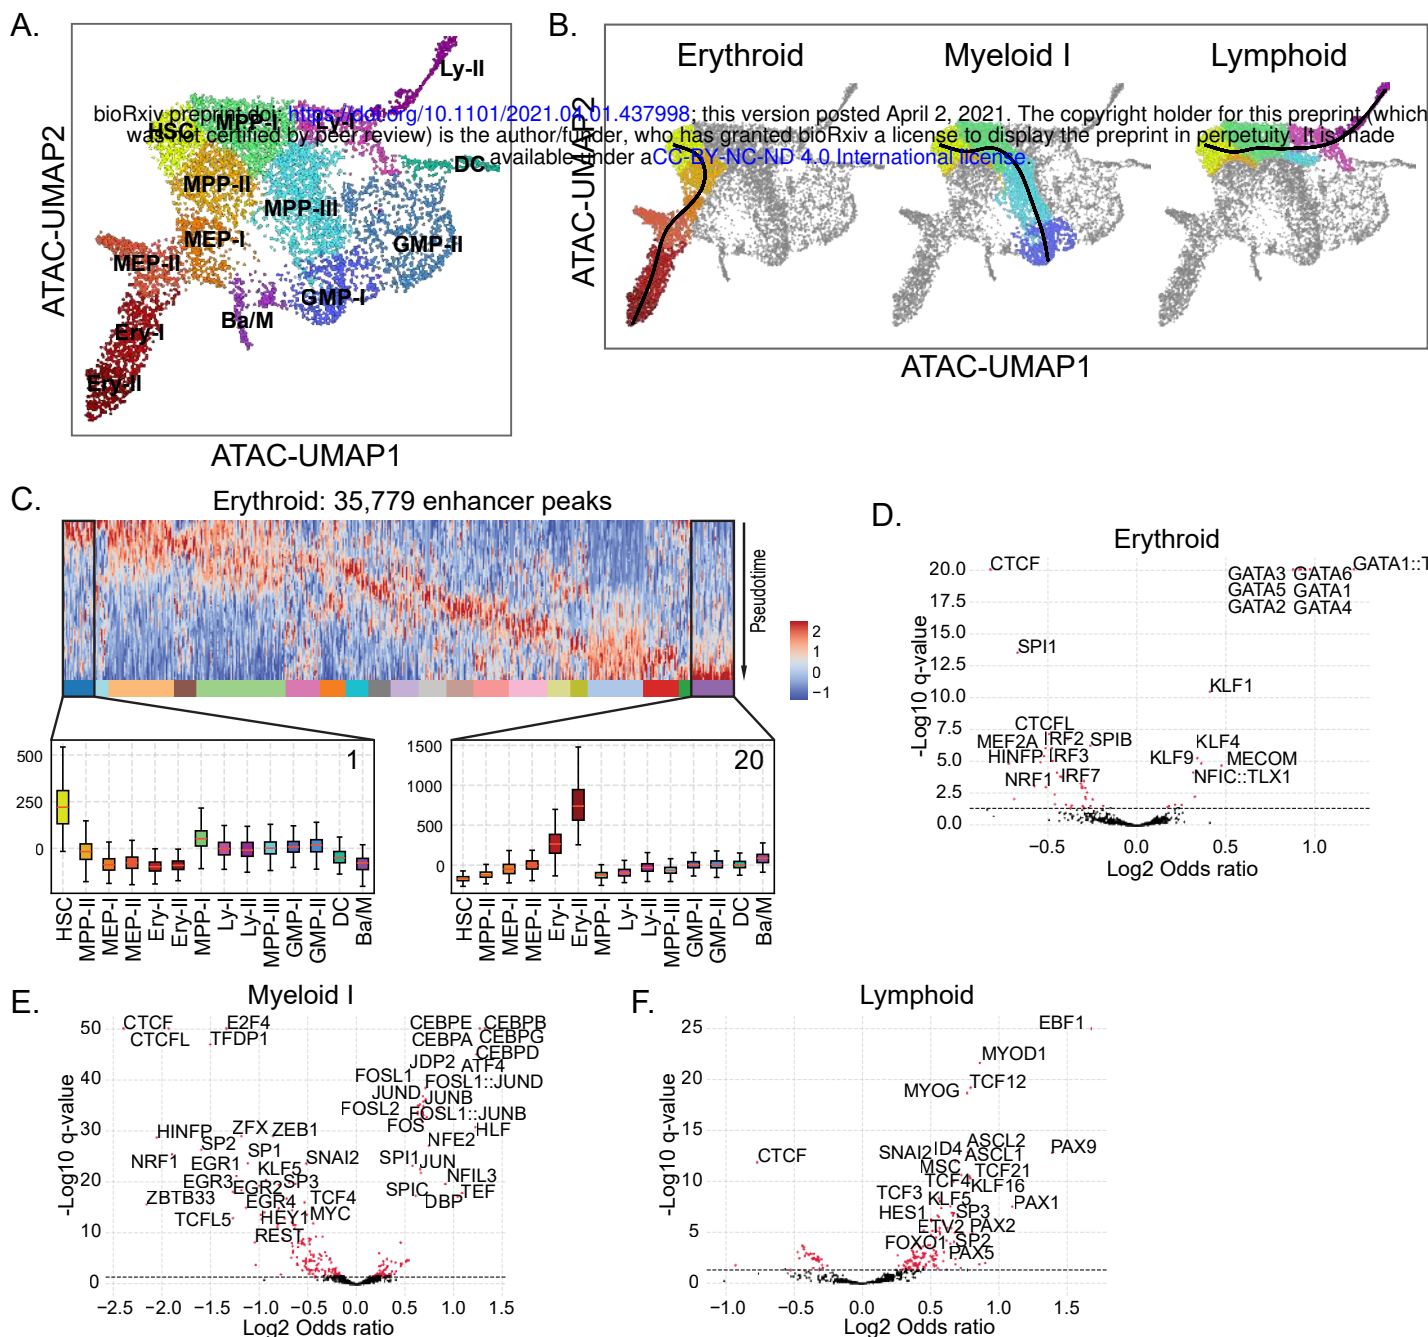 A.
B.
Erythroid
Myeloid I
Lymphoid
bioRxiv preprint doi: https://doi.org/10.1101/2021.04.01.437998; this version posted April 2, 2021. The copyright holder for this preprint (which
was not certified by peer review) is the author/funder, who has granted bioRxiv a license to display the preprint in perpetuity. It is made
available under aCC-BY-NC-ND 4.0 International license.
Ly-II
HSC
MPP-I
Ly-I
DC
MPP-II
MPP-III
MEP-I
GMP-II
MEP-II
GMP-I
Ba/M
Ery-I
Ery-II
ATAC-UMAP2
ATAC-UMAP1
ATAC-UMAP2
ATAC-UMAP1
C.
Erythroid: 35,779 enhancer peaks
Pseudotime
2
1
0
−1
1
500
250
0
HSC
MPP-II
MEP-I
MEP-II
Ery-I
Ery-II
MPP-I
Ly-I
Ly-II
MPP-III
GMP-I
GMP-II
DC
Ba/M
20
1500
1000
500
0
HSC
MPP-II
MEP-I
MEP-II
Ery-I
Ery-II
MPP-I
Ly-I
Ly-II
MPP-III
GMP-I
GMP-II
DC
Ba/M
D.
Erythroid
-Log10 q-value
20.0
17.5
15.0
12.5
10.0
7.5
5.0
2.5
0.0
CTCF
GATA3 GATA6 GATA1::T
GATA5 GATA1
GATA2 GATA4
SPI1
KLF1
CTCFL
MEF2A IRF2 SPIB
KLF4
HINFP IRF3
KLF9 MECOM
NRF1 IRF7
NFIC::TLX1
−0.5 0.0 0.5 1.0
Log2 Odds ratio
E.
Myeloid I
-Log10 q-value
50
40
30
20
10
0
CTCF E2F4
CTCFL TFDP1
CEBPE CEBPB
CEBPA CEBPG
CEBPD
JDP2 ATF4
FOSL1 FOSL1::JUND
JUND JUNB
FOSL2 FOSL1::JUNB
FOS HLF
HINFP ZFX ZEB1
NFE2
SP2 SP1
NRF1 EGR1 KLF5 SNAI2
SPI1 JUN
EGR3 EGR2 SP3
NFIL3
ZBTB33 EGR4 TCF4
SPIC DBP TEF
TCFL5 HEY1 MYC
REST
−2.5 −2.0 −1.5 −1.0 −0.5 0.0 0.5 1.0 1.5
Log2 Odds ratio
F.
Lymphoid
-Log10 q-value
25
20
15
10
5
0
EBF1
MYOD1
MYOG TCF12
CTCF
SNAI2 ID4 ASCL2 PAX9
ASCL1
MSC TCF21
TCF4 KLF16
TCF3 KLF5 PAX1
HES1 SP3
ETV2 PAX2
FOXO1 SP2
PAX5
−1.0 −0.5 0.0 0.5 1.0 1.5
Log2 Odds ratio